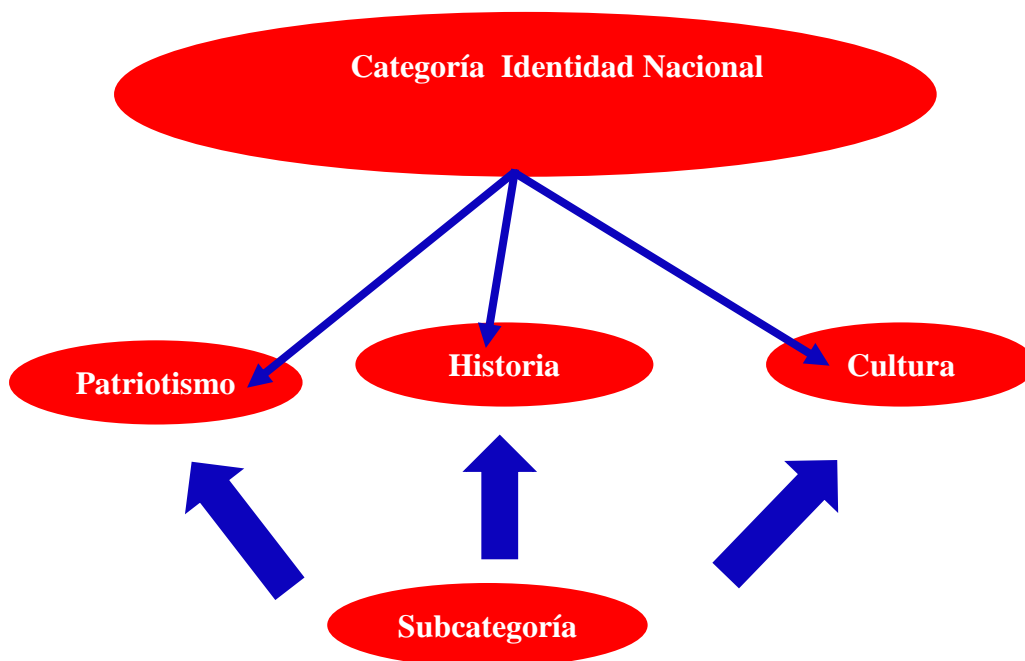 Categoría Identidad Nacional
Patriotismo
Historia
Cultura
Subcategoría